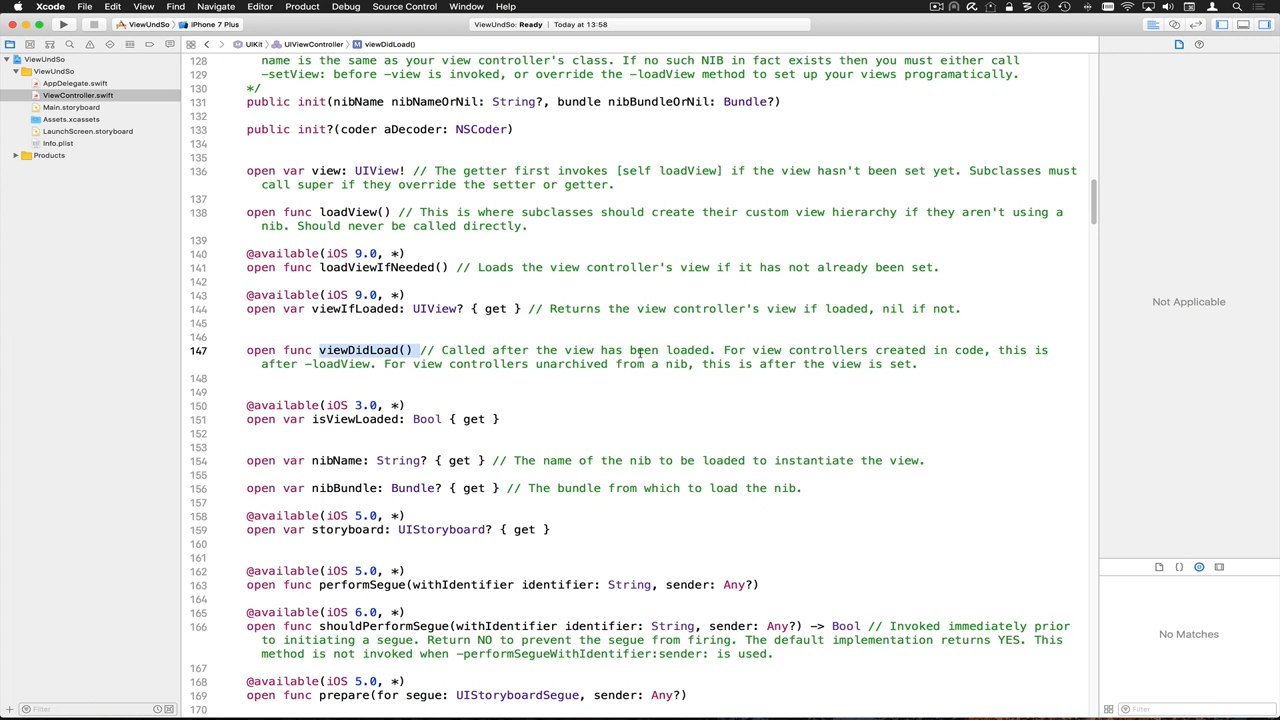 Xcode File Edit View Find Navigate Editor Product Debug Source Control Window Help
ViewUndSo iPhone 7 Plus ViewUndSo: Ready Today at 13:58
UIKit UIViewController viewDidLoad()
ViewUndSo
ViewUndSo
AppDelegate.swift
ViewController.swift
Main.storyboard
Assets.xcassets
LaunchScreen.storyboard
Info.plist
Products
Filter
128 name is the same as your view controller's class. If no such NIB in fact exists then you must either call
129 -setView: before -view is invoked, or override the -loadView method to set up your views programatically.
130 */
131 public init(nibName nibNameOrNil: String?, bundle nibBundleOrNil: Bundle?)
132
133 public init?(coder aDecoder: NSCoder)
134
135
136 open var view: UIView! // The getter first invokes [self loadView] if the view hasn't been set yet. Subclasses must
call super if they override the setter or getter.
137
138 open func loadView() // This is where subclasses should create their custom view hierarchy if they aren't using a
nib. Should never be called directly.
139
140 @available(iOS 9.0, *)
141 open func loadViewIfNeeded() // Loads the view controller's view if it has not already been set.
142
143 @available(iOS 9.0, *)
144 open var viewIfLoaded: UIView? { get } // Returns the view controller's view if loaded, nil if not.
145
146
147 open func viewDidLoad() // Called after the view has been loaded. For view controllers created in code, this is
after -loadView. For view controllers unarchived from a nib, this is after the view is set.
148
149
150 @available(iOS 3.0, *)
151 open var isViewLoaded: Bool { get }
152
153
154 open var nibName: String? { get } // The name of the nib to be loaded to instantiate the view.
155
156 open var nibBundle: Bundle? { get } // The bundle from which to load the nib.
157
158 @available(iOS 5.0, *)
159 open var storyboard: UIStoryboard? { get }
160
161
162 @available(iOS 5.0, *)
163 open func performSegue(withIdentifier identifier: String, sender: Any?)
164
165 @available(iOS 6.0, *)
166 open func shouldPerformSegue(withIdentifier identifier: String, sender: Any?) -> Bool // Invoked immediately prior
to initiating a segue. Return NO to prevent the segue from firing. The default implementation returns YES. This
method is not invoked when -performSegueWithIdentifier:sender: is used.
167
168 @available(iOS 5.0, *)
169 open func prepare(for segue: UIStoryboardSegue, sender: Any?)
170
Not Applicable
No Matches
Filter